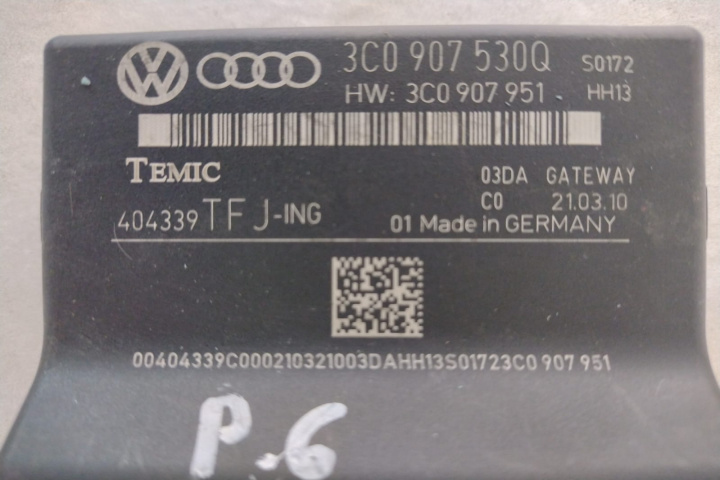 3C0 907 530Q S0172
HW: 3C0 907 951 - HH13
TEMIC 03DA GATEWAY
C0 21.03.10
404339 TFJ-ING 01 Made in GERMANY
00404339C000210321003DAHH13S01723C0 907 951
P.6